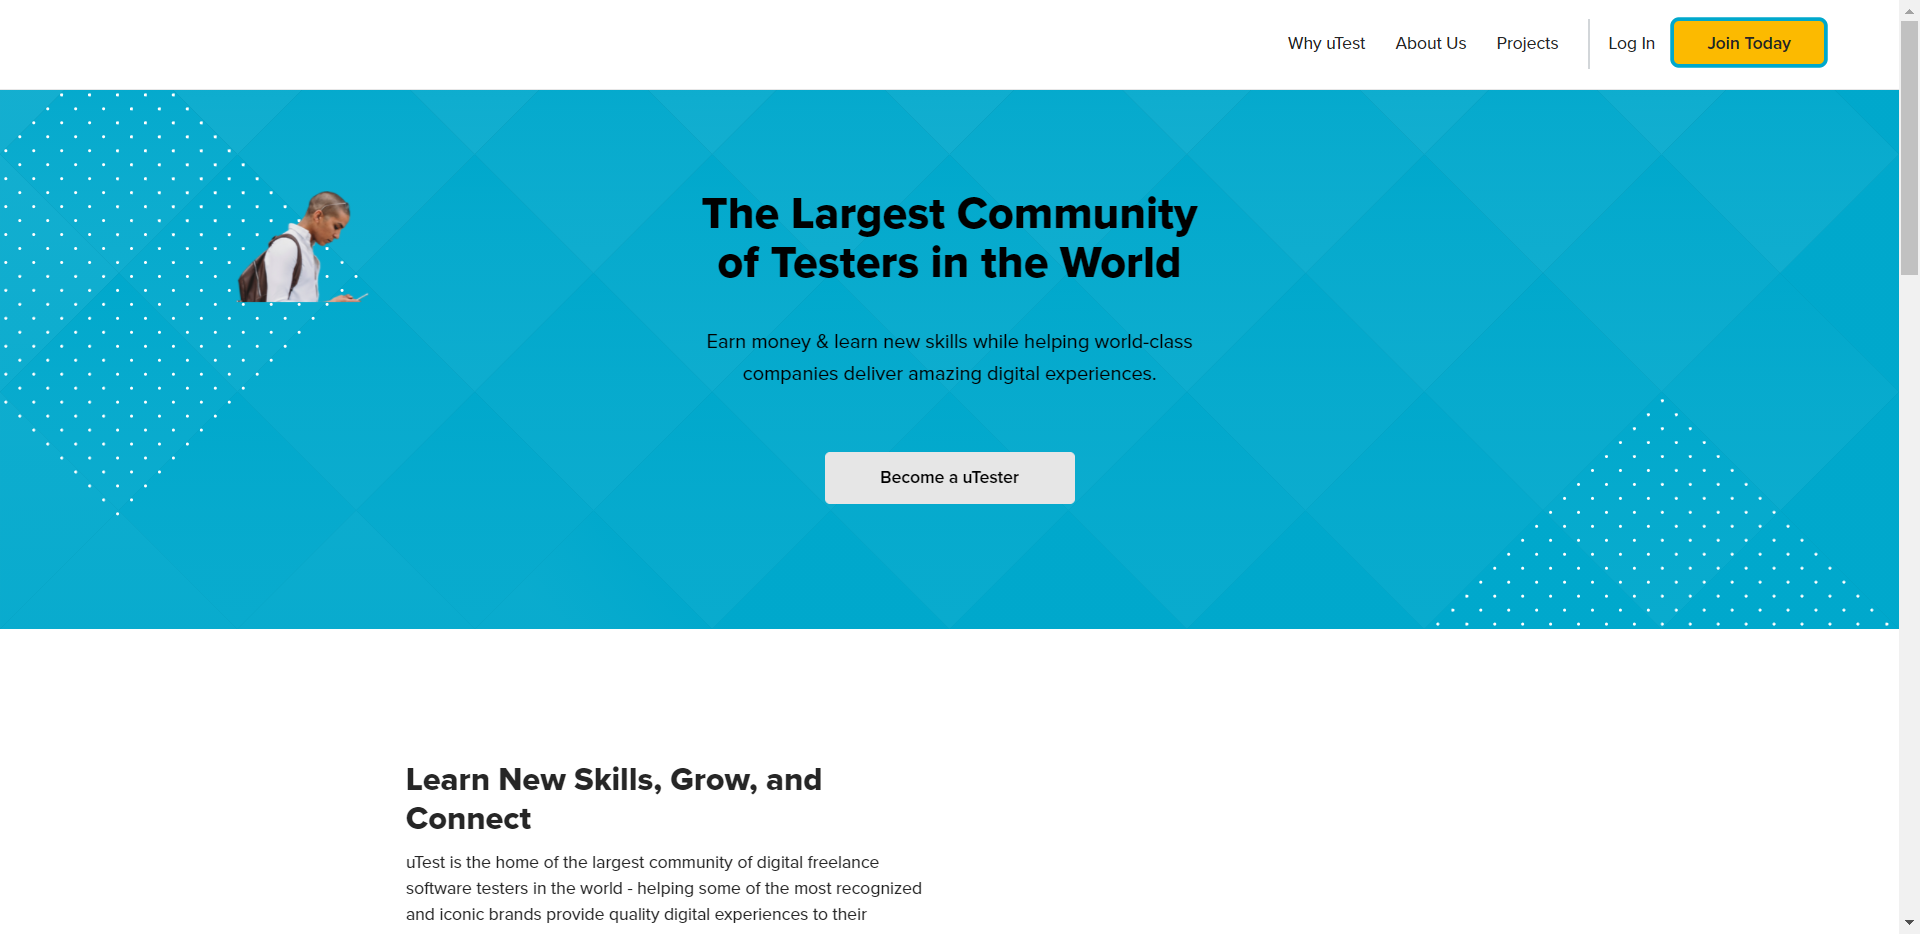 Why uTest
About Us
Projects
Log In
Join Today
The Largest Community
of Testers in the World
Earn money & learn new skills while helping world-class
companies deliver amazing digital experiences.
Become a uTester
Learn New Skills, Grow, and
Connect
uTest is the home of the largest community of digital freelance
software testers in the world - helping some of the most recognized
and iconic brands provide quality digital experiences to their